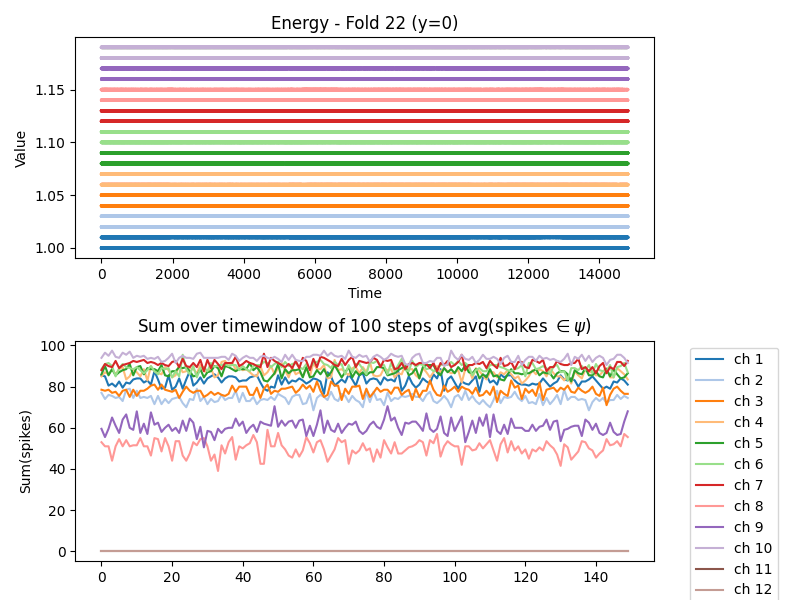 Energy - Fold 22 (y=0)
Value
1.15
1.10
1.05
1.00
0 2000 4000 6000 8000 10000 12000 14000
Time
Sum over timewindow of 100 steps of avg(spikes ∈ψ)
Sum(spikes)
100
80
60
40
20
0
0 20 40 60 80 100 120 140
ch 1
ch 2
ch 3
ch 4
ch 5
ch 6
ch 7
ch 8
ch 9
ch 10
ch 11
ch 12